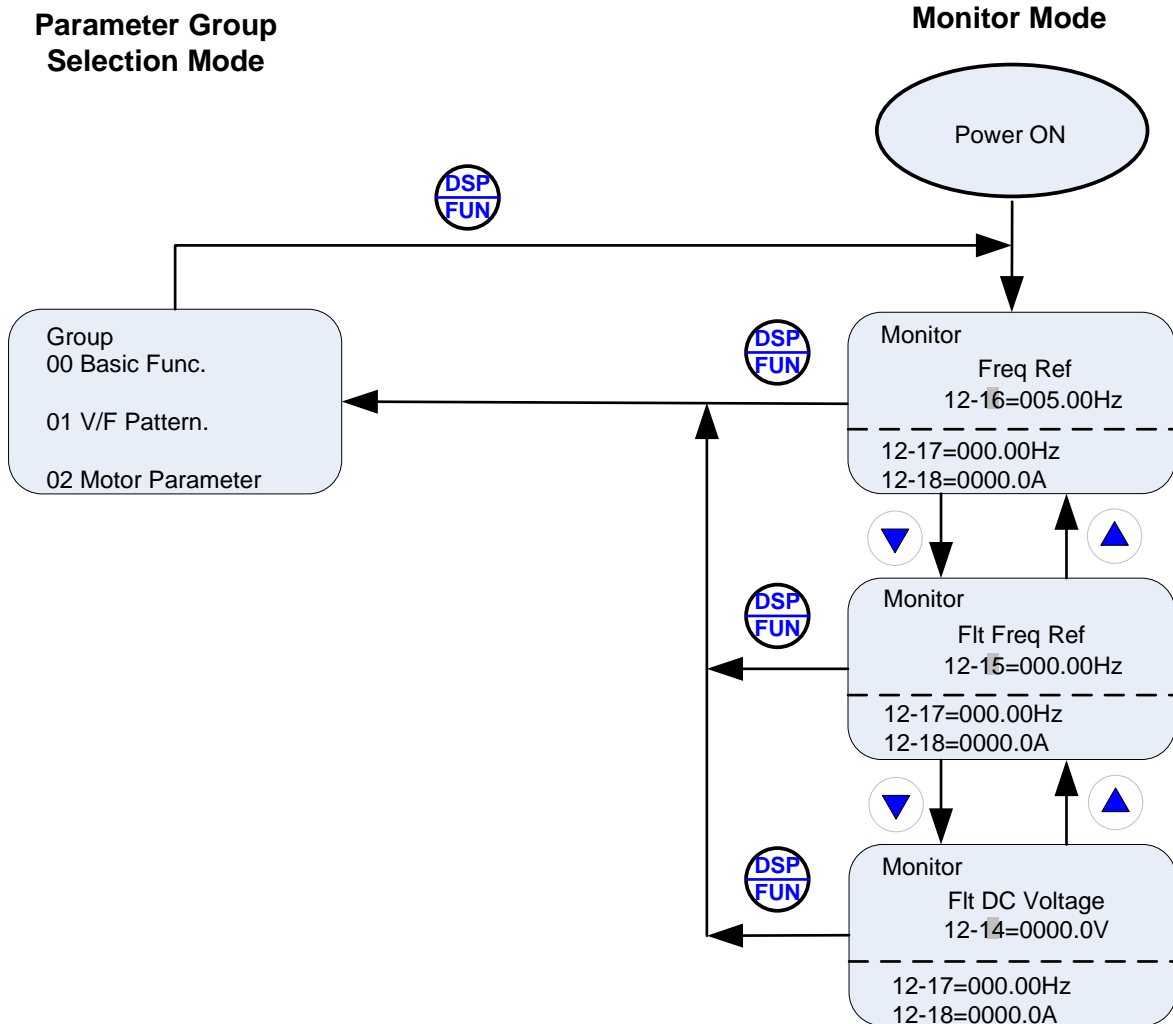 Parameter Group
Selection Mode
Monitor Mode
Power ON
DSP
FUN
Group
00 Basic Func.
01 V/F Pattern.
02 Motor Parameter
DSP
FUN
Monitor
Freq Ref
12-16=005.00Hz
12-17=000.00Hz
12-18=0000.0A
DSP
FUN
Monitor
Flt Freq Ref
12-15=000.00Hz
12-17=000.00Hz
12-18=0000.0A
DSP
FUN
Monitor
Flt DC Voltage
12-14=0000.0V
12-17=000.00Hz
12-18=0000.0A